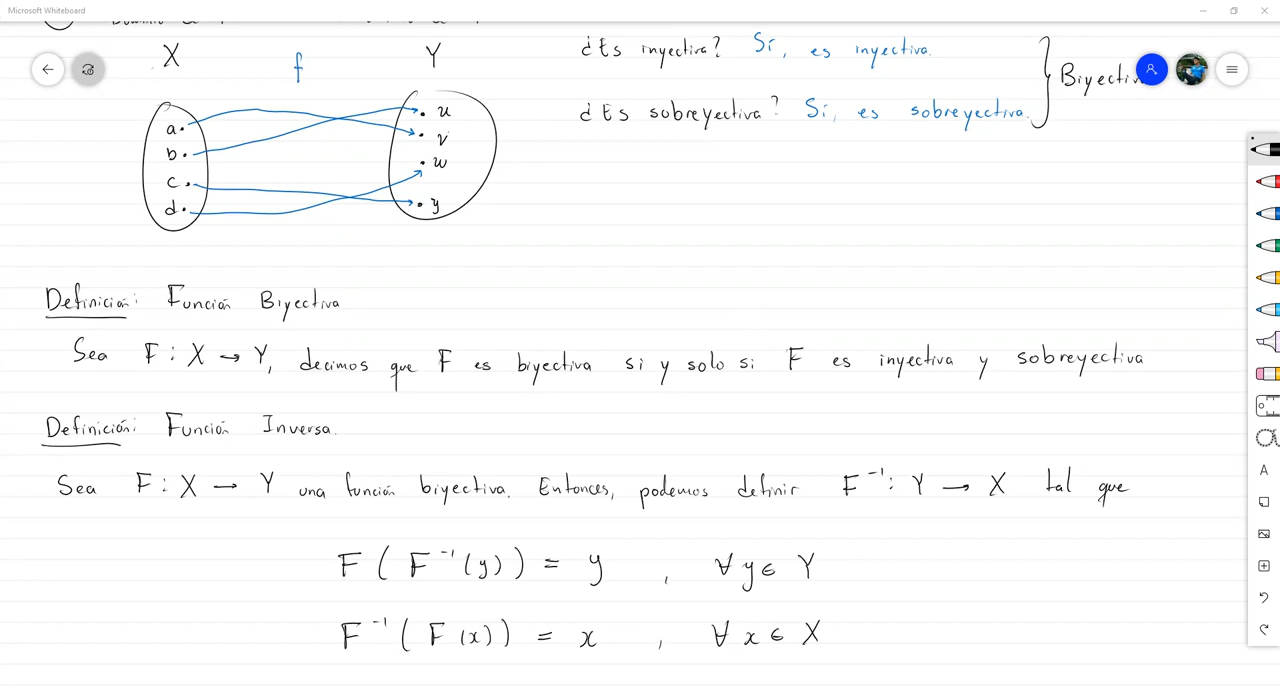 Microsoft Whiteboard
X f Y
¿Es inyectiva? Sí, es inyectiva.
¿Es sobreyectiva? Sí, es sobreyectiva.
a
b
c
d
u
v
w
y
Definición: Función Biyectiva
Sea F : X → Y, decimos que F es biyectiva si y solo si F es inyectiva y sobreyectiva
Definición: Función Inversa.
Sea F : X → Y una función biyectiva. Entonces, podemos definir F⁻¹ : Y → X tal que
F ( F⁻¹(y) ) = y , ∀ y ∈ Y
F⁻¹ ( F(x) ) = x , ∀ x ∈ X
A